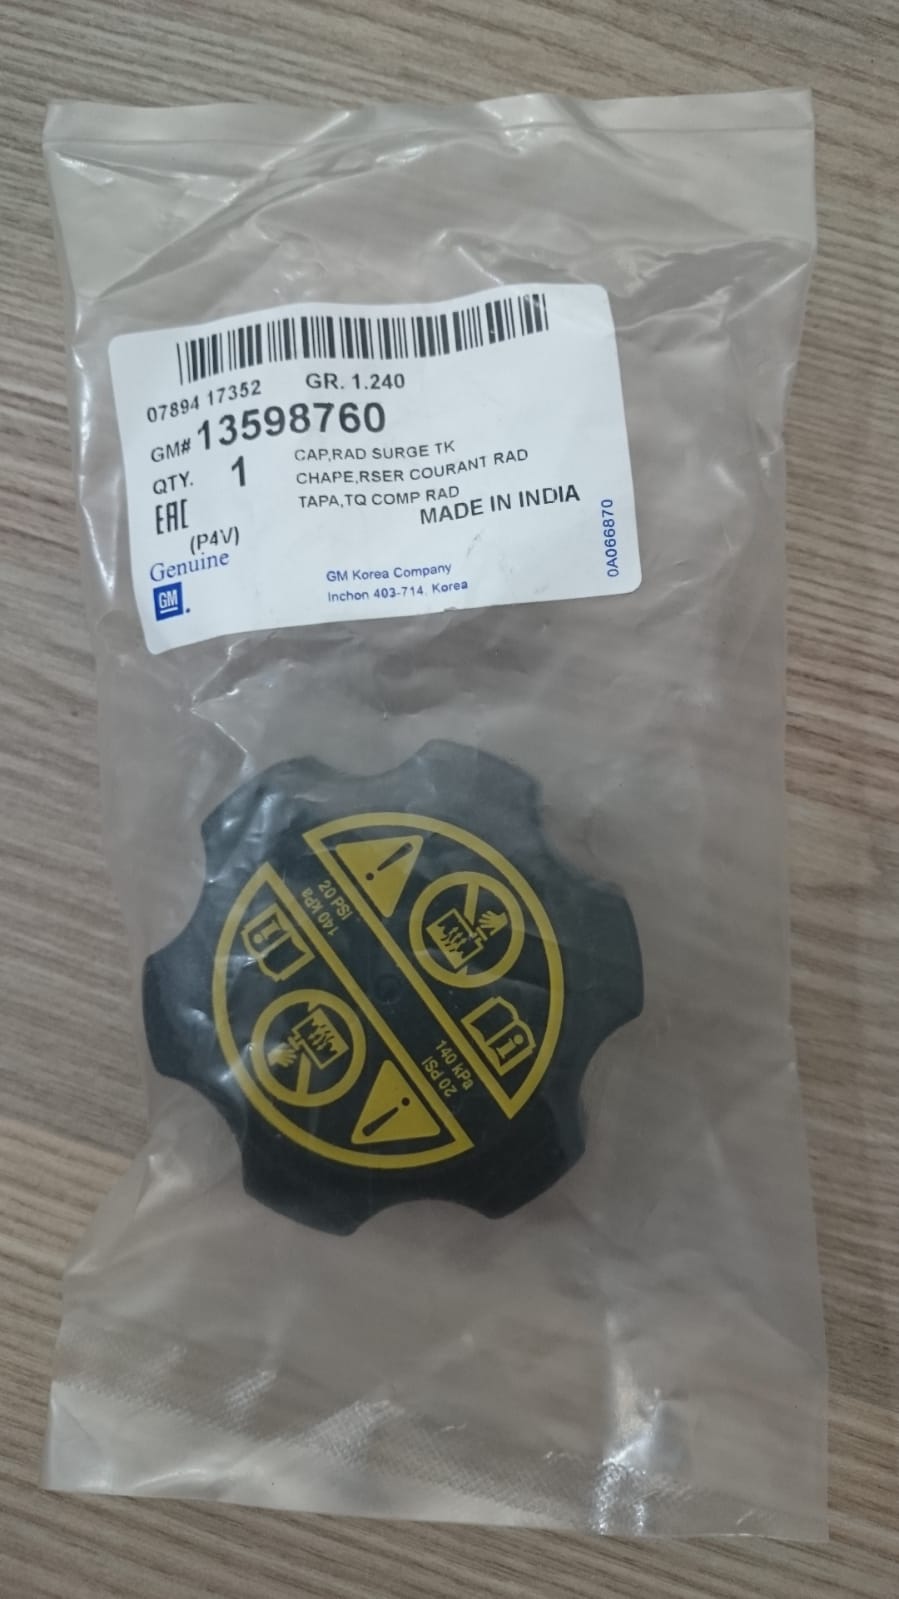 07894 17352 GR. 1.240
GM# 13598760
QTY. 1
CAP,RAD SURGE TK
CHAPE,RSER COURANT RAD
TAPA,TQ COMP RAD
MADE IN INDIA
EAC
(P4V)
Genuine
GM
GM Korea Company
Inchon 403-714, Korea
0A066870
20 PSI
140 kPa
140 kPa
20 PSI